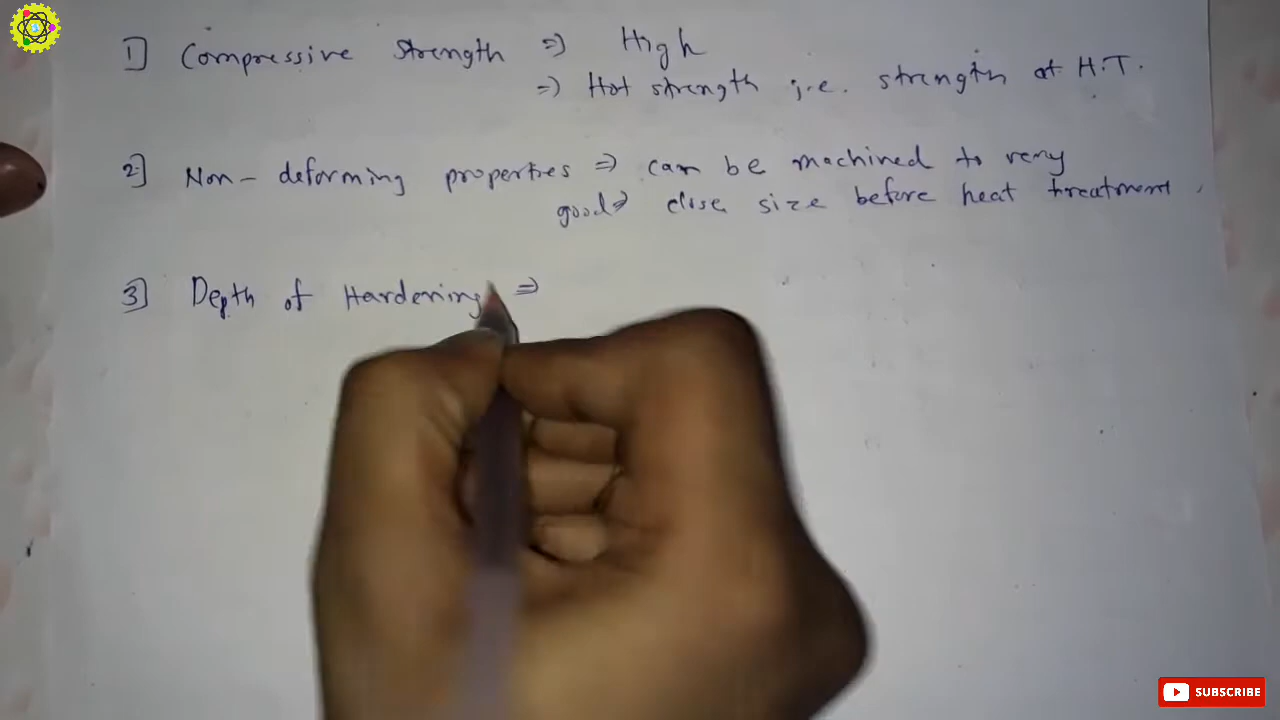 1] Compressive strength => High
=> Hot strength i.e. strength at H.T.
2] Non-deforming properties => can be machined to very
good=> close size before heat treatment.
3] Depth of Hardening =>
SUBSCRIBE